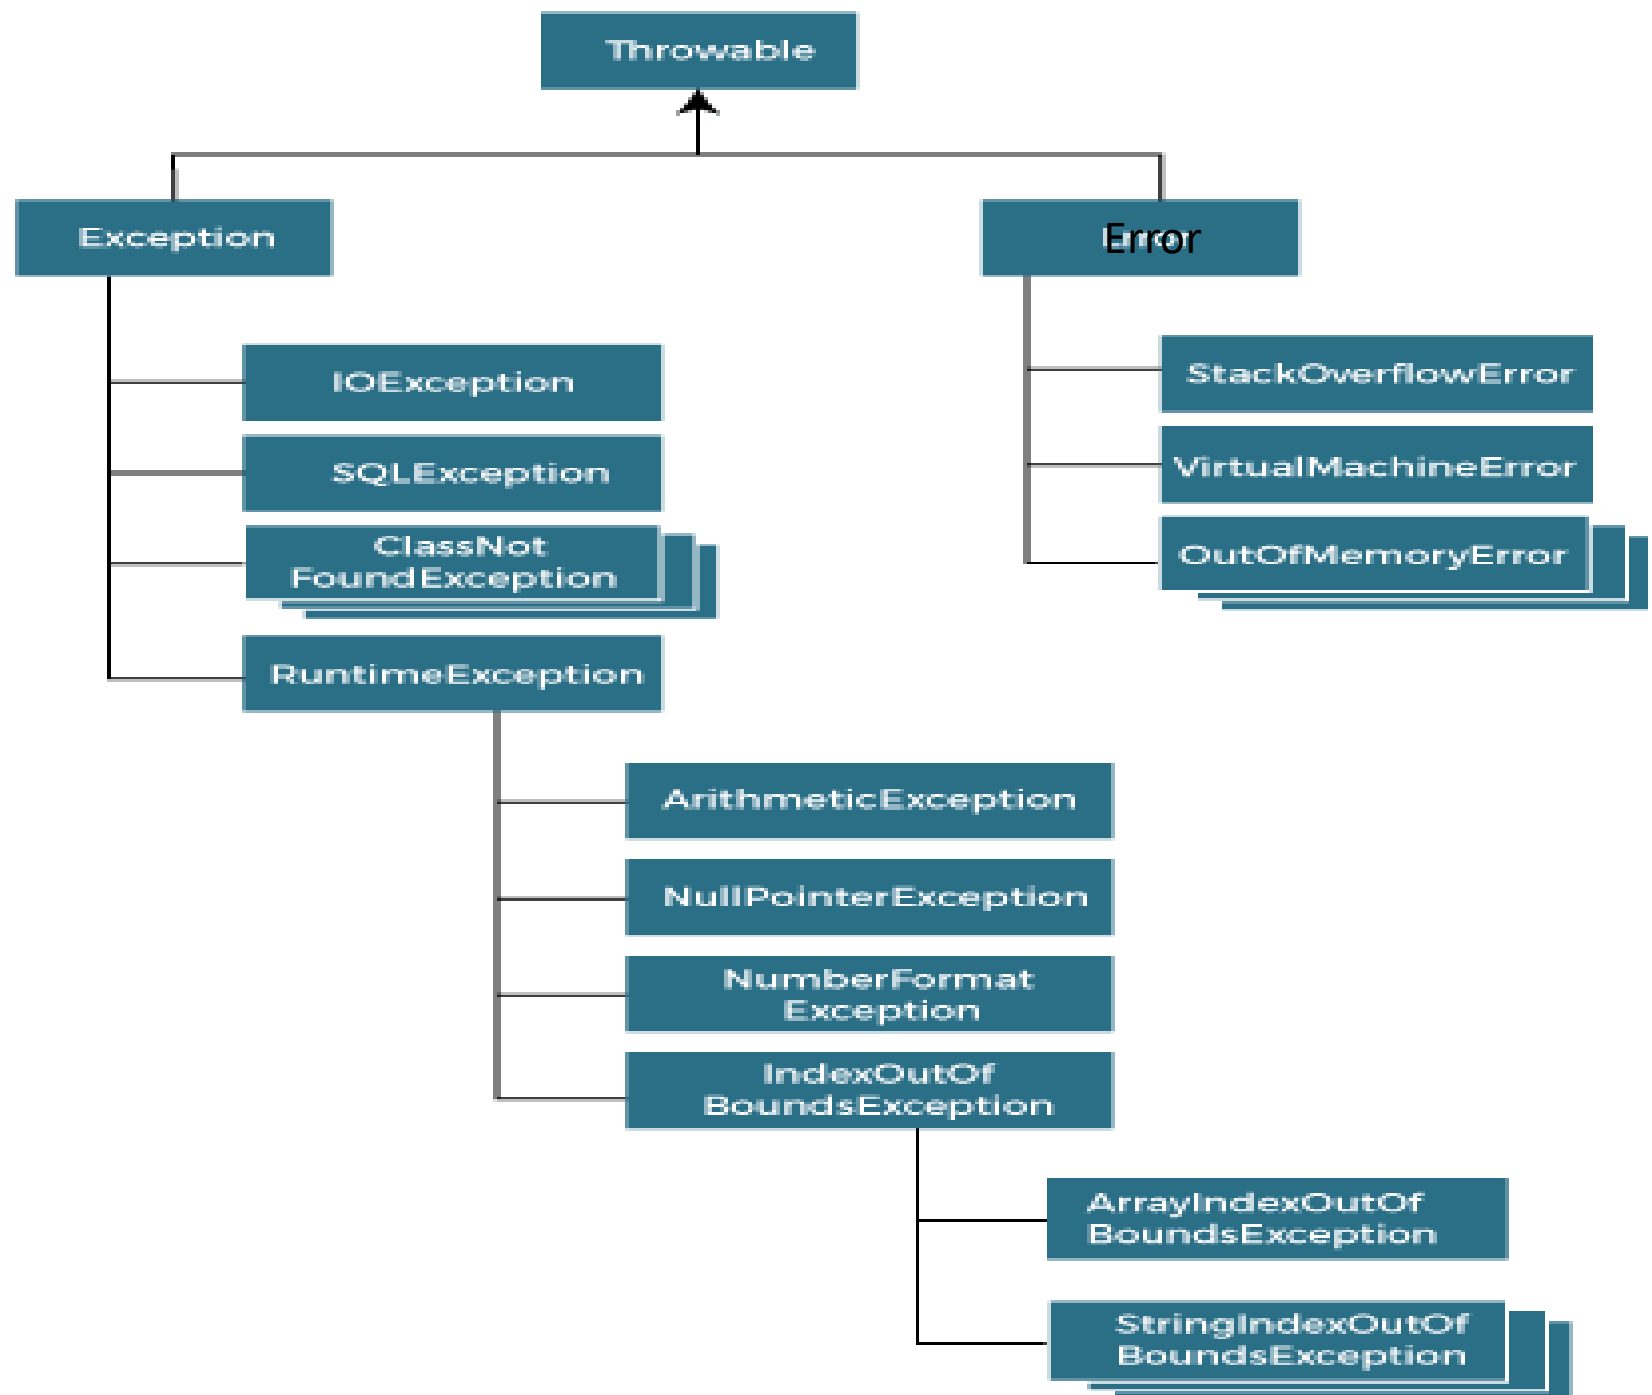 Throwable
Exception
Error
Error
IOException
SQLException
ClassNot
FoundException
RuntimeException
StackOverflowError
VirtualMachineError
OutOfMemoryError
ArithmeticException
NullPointerException
NumberFormat
Exception
IndexOutOf
BoundsException
ArrayIndexOutOf
BoundsException
StringIndexOutOf
BoundsException